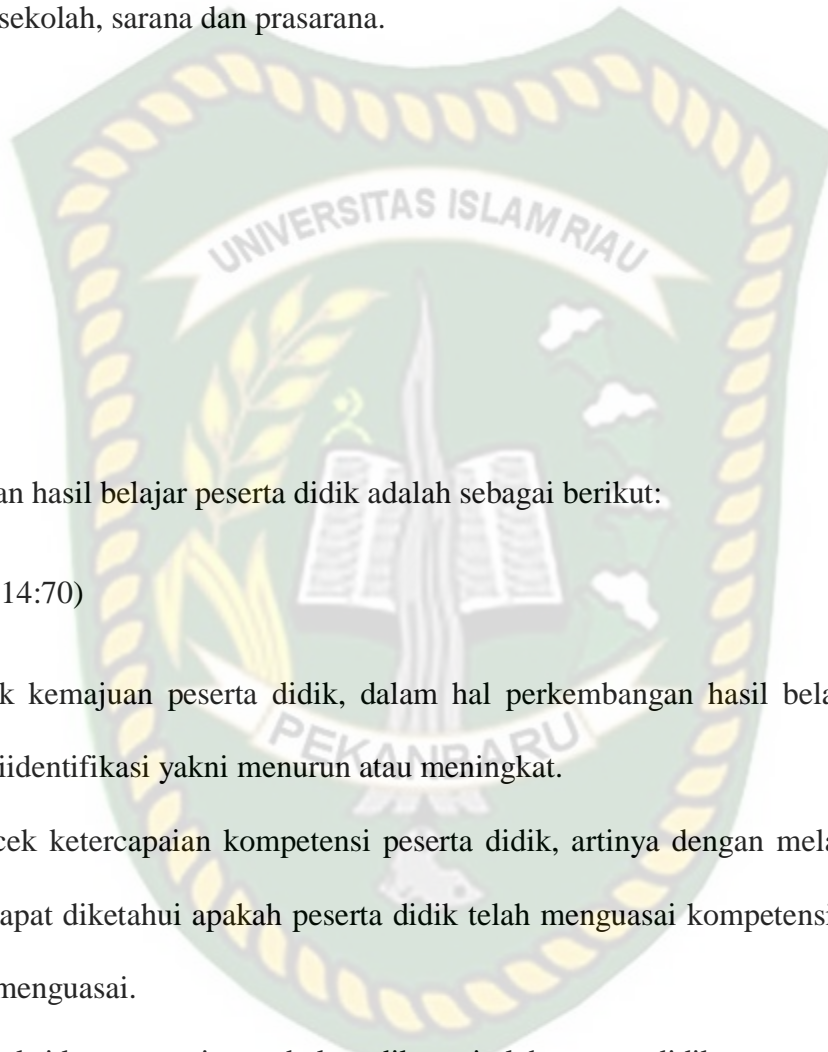 sekolah, sarana dan prasarana.
UNIVERSITAS ISLAM RIAU
an hasil belajar peserta didik adalah sebagai berikut:
14:70)
k kemajuan peserta didik, dalam hal perkembangan hasil bela
iidentifikasi yakni menurun atau meningkat.
PEKANBARU
cek ketercapaian kompetensi peserta didik, artinya dengan mela
apat diketahui apakah peserta didik telah menguasai kompetensi
menguasai.